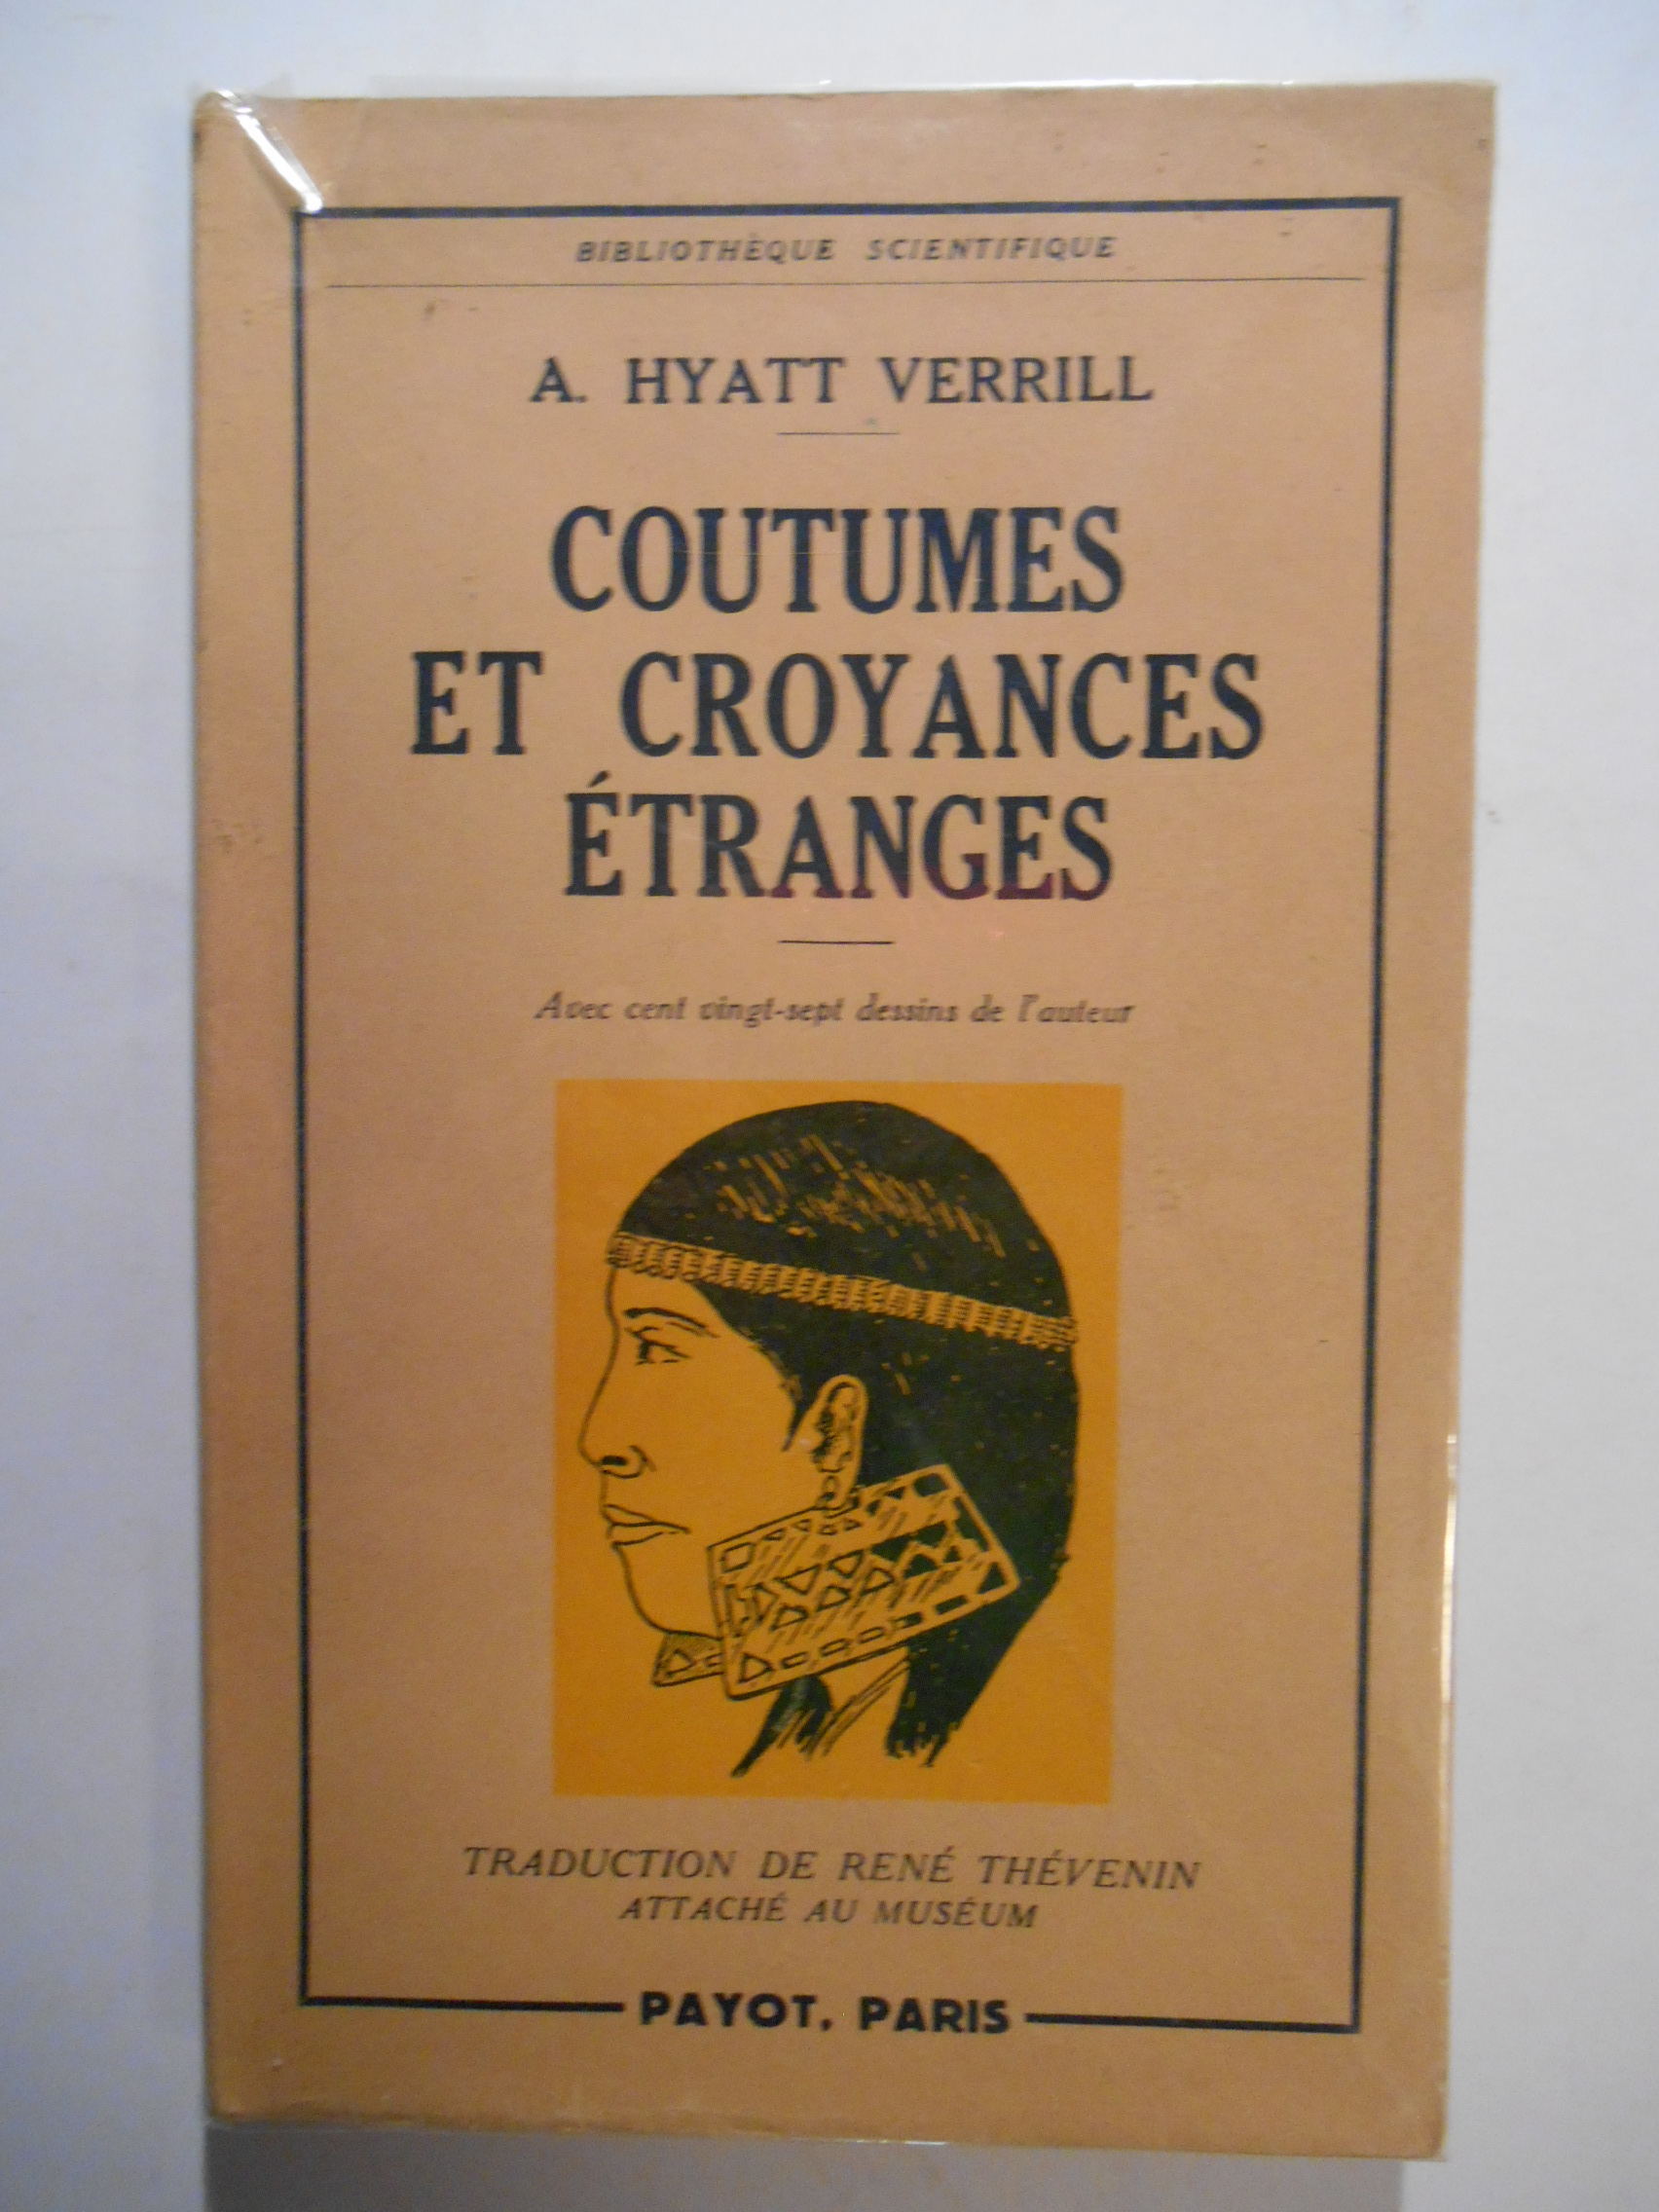 BIBLIOTHÈQUE SCIENTIFIQUE
A. HYATT VERRILL
COUTUMES
ET CROYANCES
ÉTRANGES
Avec cent vingt-sept dessins de l'auteur
TRADUCTION DE RENÉ THÉVENIN
ATTACHÉ AU MUSÉUM
PAYOT, PARIS